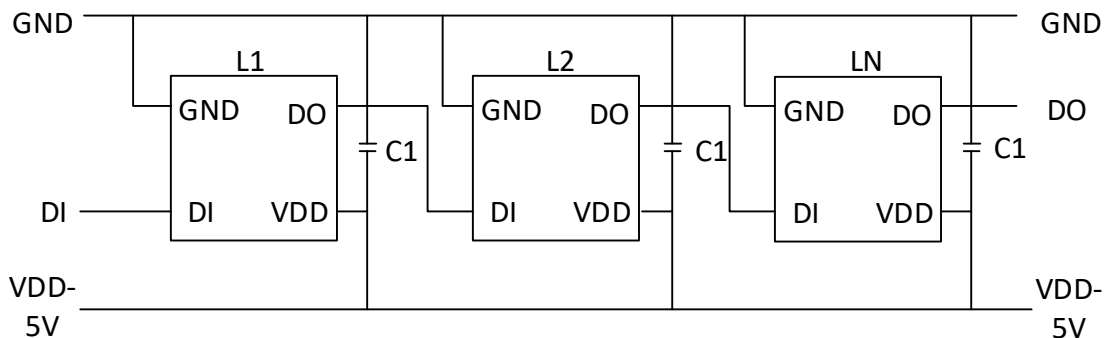 GND
GND
L1
L2
LN
GND
DO
GND
DO
GND
DO
DO
C1
C1
C1
DI
DI
VDD
DI
VDD
DI
VDD
VDD-
5V
VDD-
5V